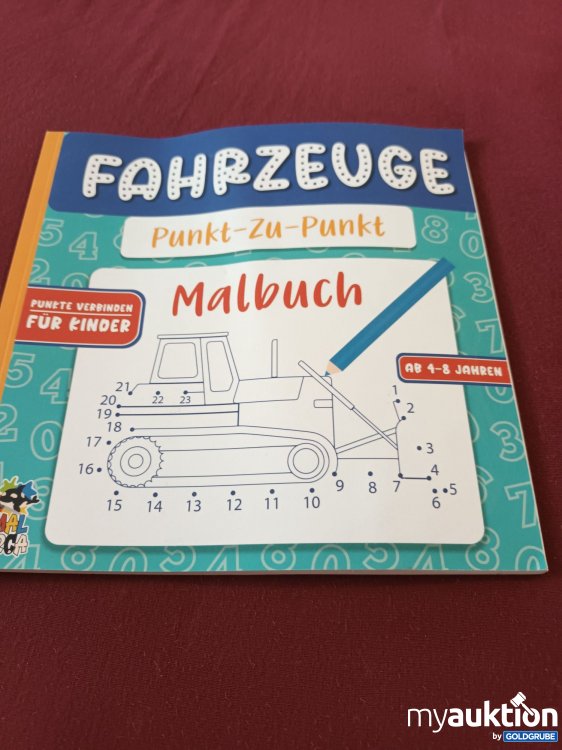 FAHRZEUGE
Punkt-Zu-Punkt
Malbuch
PUNKTE VERBINDEN
FÜR KINDER
AB 4-8 JAHREN
21
22
23
20
19
18
17
16
15
14
13
12
11
10
9
8
7
6
5
4
3
2
1
myauktion
by GOLDGRUBE